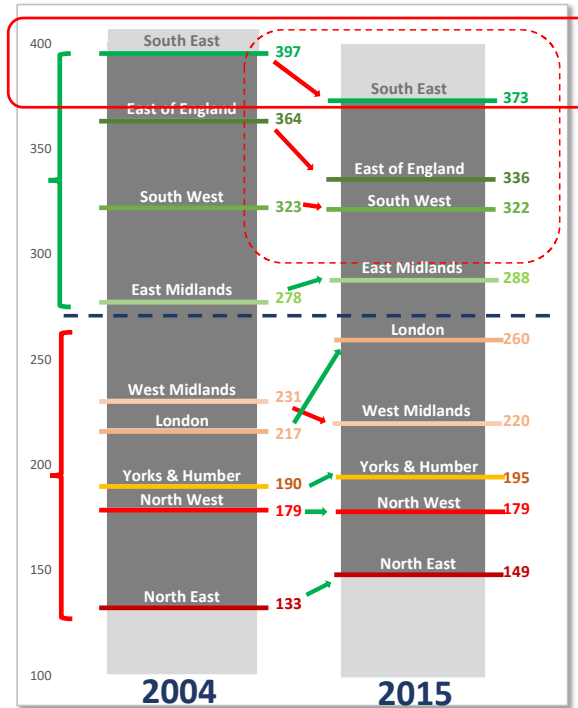 400
350
300
250
200
150
100
South East
397
East of England
364
South West
323
East Midlands
278
West Midlands
231
London
217
Yorks & Humber
190
North West
179
North East
133
2004
South East
373
East of England
336
South West
322
East Midlands
288
London
260
West Midlands
220
Yorks & Humber
195
North West
179
North East
149
2015